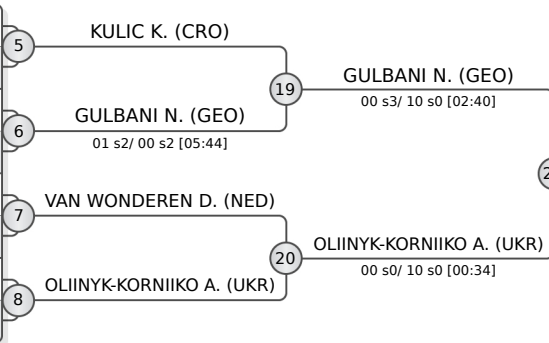 KULIC K. (CRO)
5
19
GULBANI N. (GEO)
00 s3/ 10 s0 [02:40]
GULBANI N. (GEO)
6
01 s2/ 00 s2 [05:44]
VAN WONDEREN D. (NED)
7
20
OLIINYK-KORNIIKO A. (UKR)
00 s0/ 10 s0 [00:34]
OLIINYK-KORNIIKO A. (UKR)
8